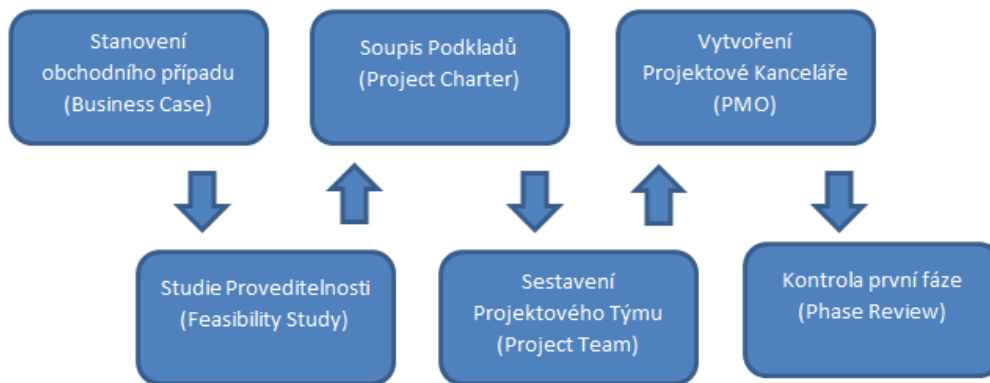 Stanovení
obchodního případu
(Business Case)
Soupis Podkladů
(Project Charter)
Vytvoření
Projektové Kanceláře
(PMO)
Studie Proveditelnosti
(Feasibility Study)
Sestavení
Projektového Týmu
(Project Team)
Kontrola první fáze
(Phase Review)